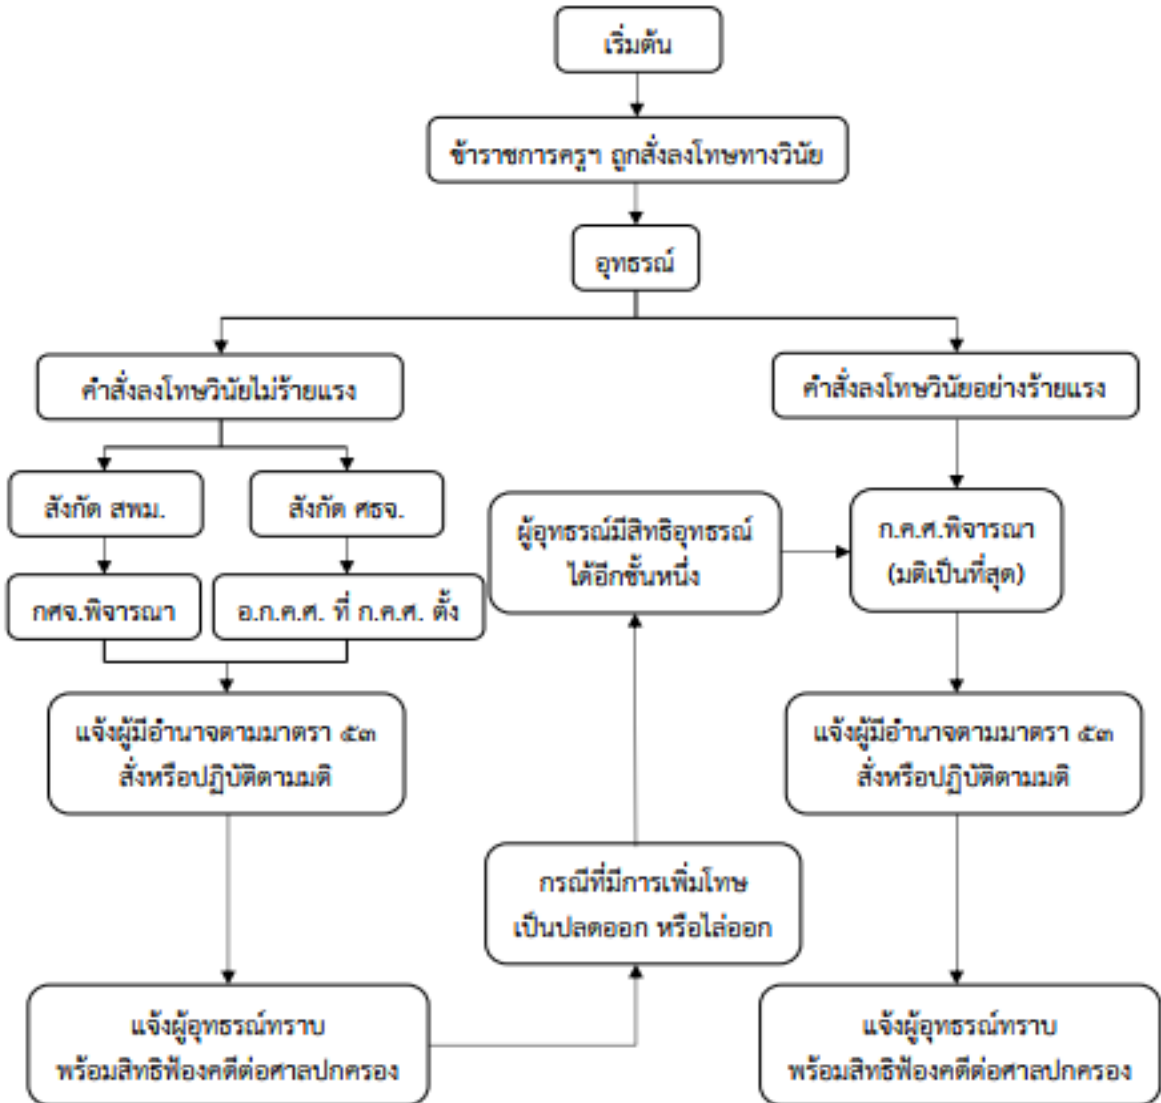 เริ่มต้น
ข้าราชการครูฯ ถูกสั่งลงโทษทางวินัย
อุทธรณ์
คำสั่งลงโทษวินัยไม่ร้ายแรง
คำสั่งลงโทษวินัยอย่างร้ายแรง
สังกัด สพม.
สังกัด ศธจ.
ผู้อุทธรณ์มีสิทธิอุทธรณ์
ได้อีกชั้นหนึ่ง
ก.ค.ศ.พิจารณา
(มติเป็นที่สุด)
กศจ.พิจารณา
อ.ก.ค.ศ. ที่ ก.ค.ศ. ตั้ง
แจ้งผู้มีอำนาจตามมาตรา ๕๓
สั่งหรือปฏิบัติตามมติ
แจ้งผู้มีอำนาจตามมาตรา ๕๓
สั่งหรือปฏิบัติตามมติ
กรณีที่มีการเพิ่มโทษ
เป็นปลดออก หรือไล่ออก
แจ้งผู้อุทธรณ์ทราบ
พร้อมสิทธิฟ้องคดีต่อศาลปกครอง
แจ้งผู้อุทธรณ์ทราบ
พร้อมสิทธิฟ้องคดีต่อศาลปกครอง